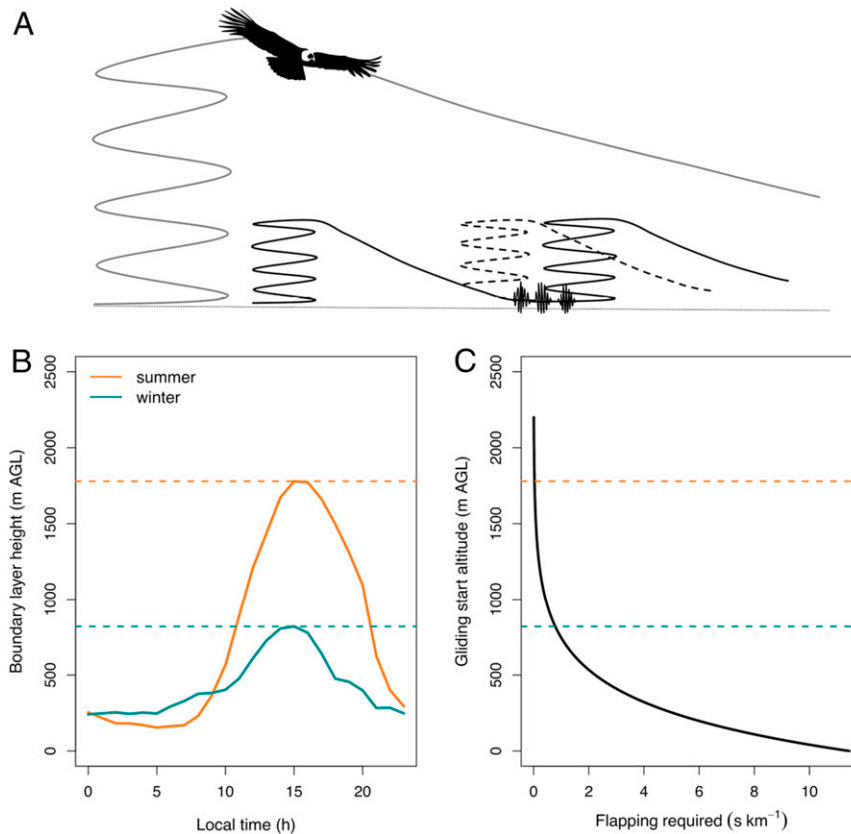 A
B
summer
winter
Boundary layer height (m AGL)
2500
2000
1500
1000
500
0
0 5 10 15 20
Local time (h)
C
Gliding start altitude (m AGL)
2500
2000
1500
1000
500
0
0 2 4 6 8 10
Flapping required (s km⁻¹)